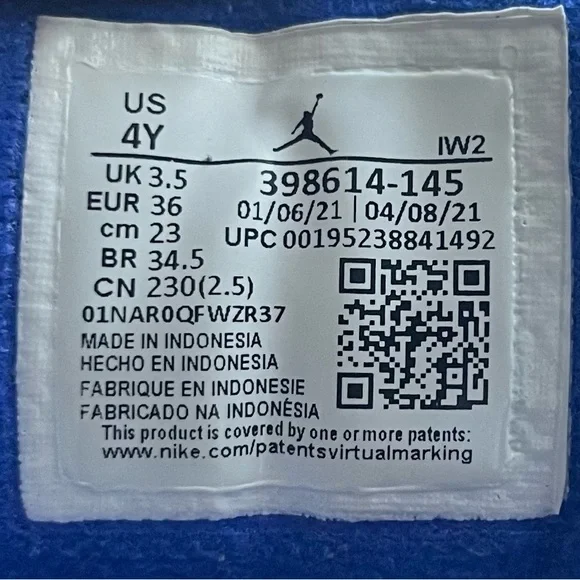 US
4Y
IW2
UK 3.5
398614-145
EUR 36
01/06/21 | 04/08/21
cm 23
UPC 00195238841492
BR 34.5
CN 230(2.5)
01NAR0QFWZR37
MADE IN INDONESIA
HECHO EN INDONESIA
FABRIQUE EN INDONESIE
FABRICADO NA INDONÉSIA
This product is covered by one or more patents:
www.nike.com/patentsvirtualmarking